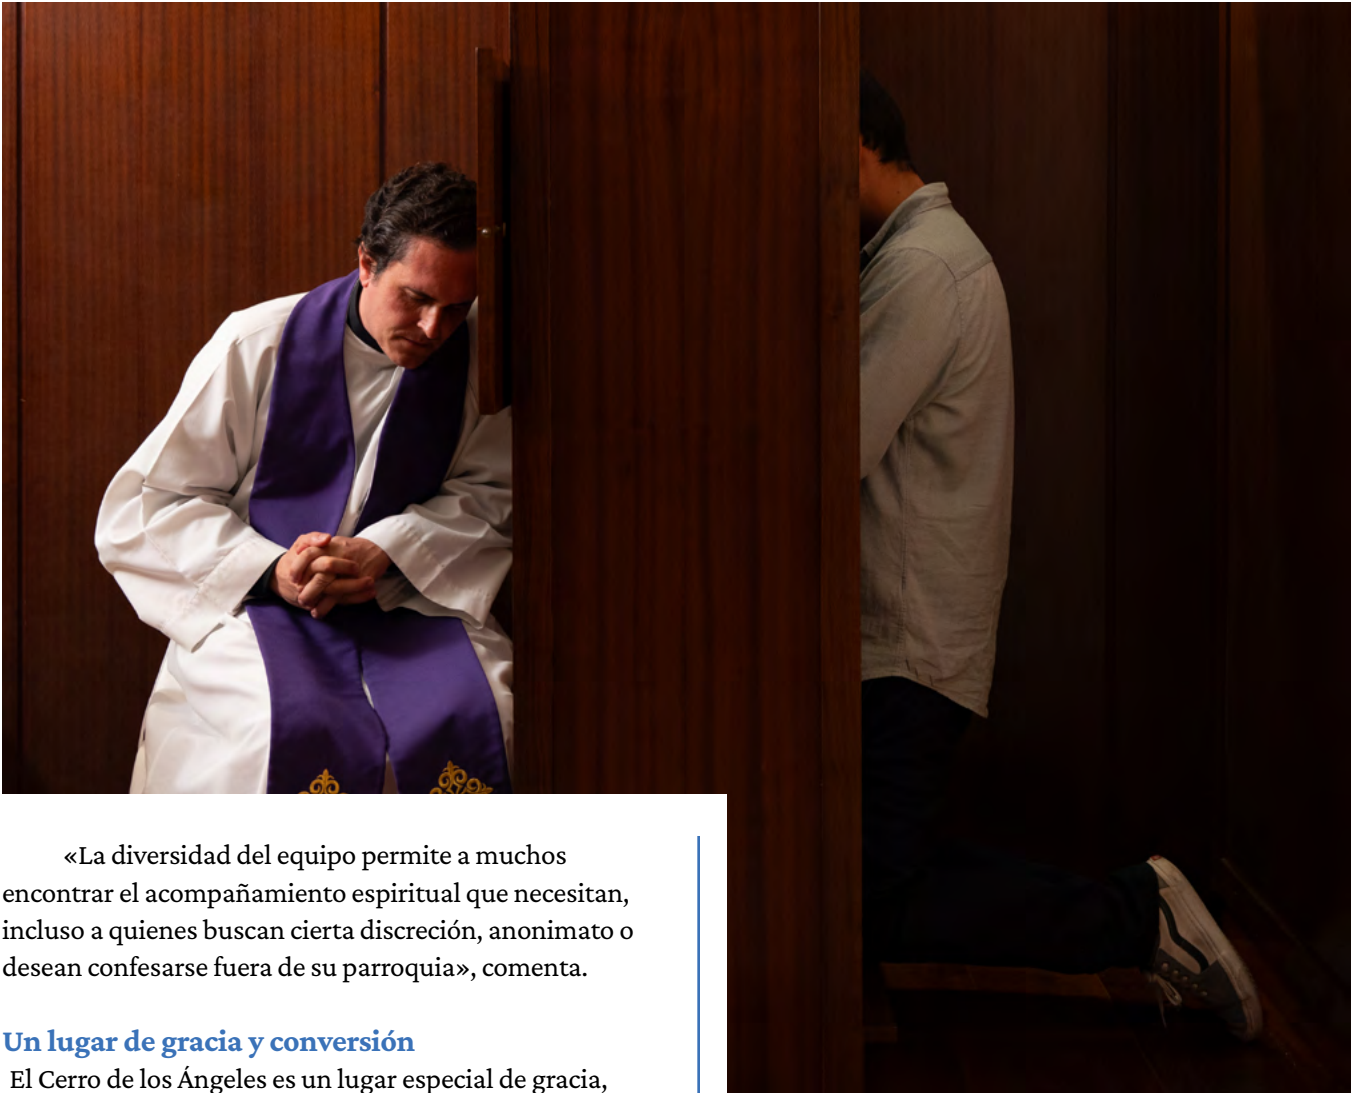 «La diversidad del equipo permite a muchos
encontrar el acompañamiento espiritual que necesitan,
incluso a quienes buscan cierta discreción, anonimato o
desean confesarse fuera de su parroquia», comenta.
Un lugar de gracia y conversión
El Cerro de los Ángeles es un lugar especial de gracia,